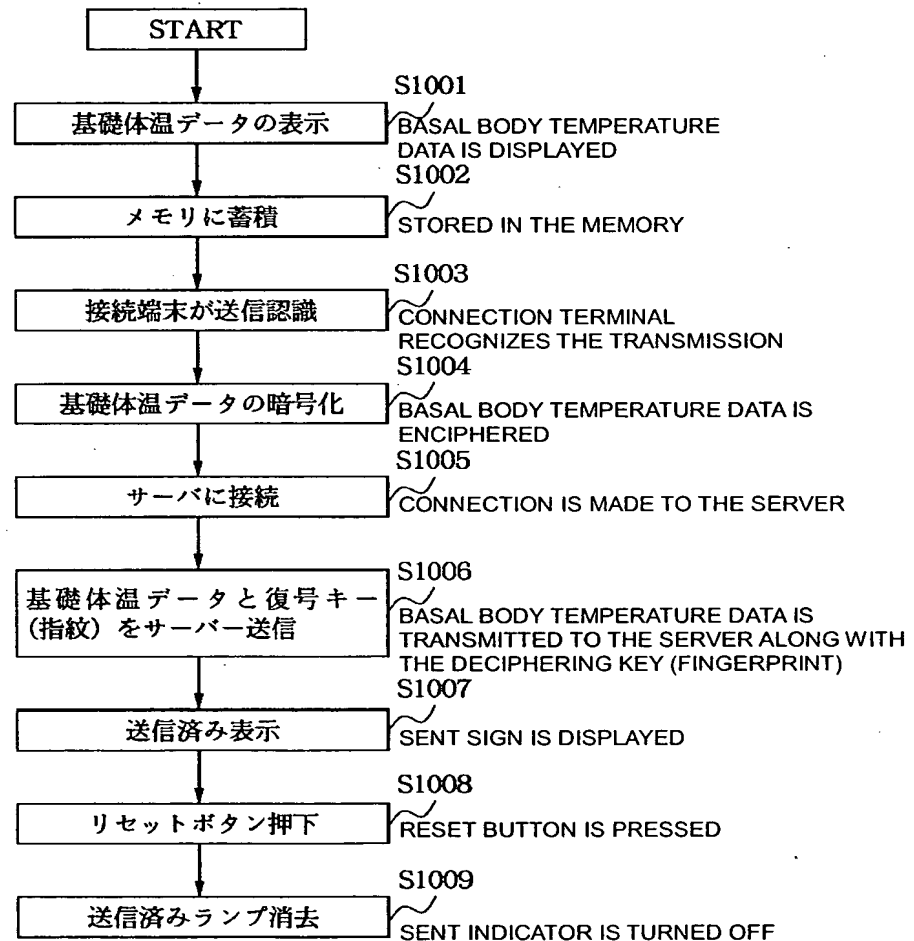 START
S1001
基礎体温データの表示
BASAL BODY TEMPERATURE
DATA IS DISPLAYED
S1002
メモリに蓄積
STORED IN THE MEMORY
S1003
接続端末が送信認識
CONNECTION TERMINAL
RECOGNIZES THE TRANSMISSION
S1004
基礎体温データの暗号化
BASAL BODY TEMPERATURE DATA IS
ENCIPHERED
S1005
サーバに接続
CONNECTION IS MADE TO THE SERVER
S1006
基礎体温データと復号キー
(指紋)をサーバー送信
BASAL BODY TEMPERATURE DATA IS
TRANSMITTED TO THE SERVER ALONG WITH
THE DECIPHERING KEY (FINGERPRINT)
S1007
送信済み表示
SENT SIGN IS DISPLAYED
S1008
リセットボタン押下
RESET BUTTON IS PRESSED
S1009
送信済みランプ消去
SENT INDICATOR IS TURNED OFF